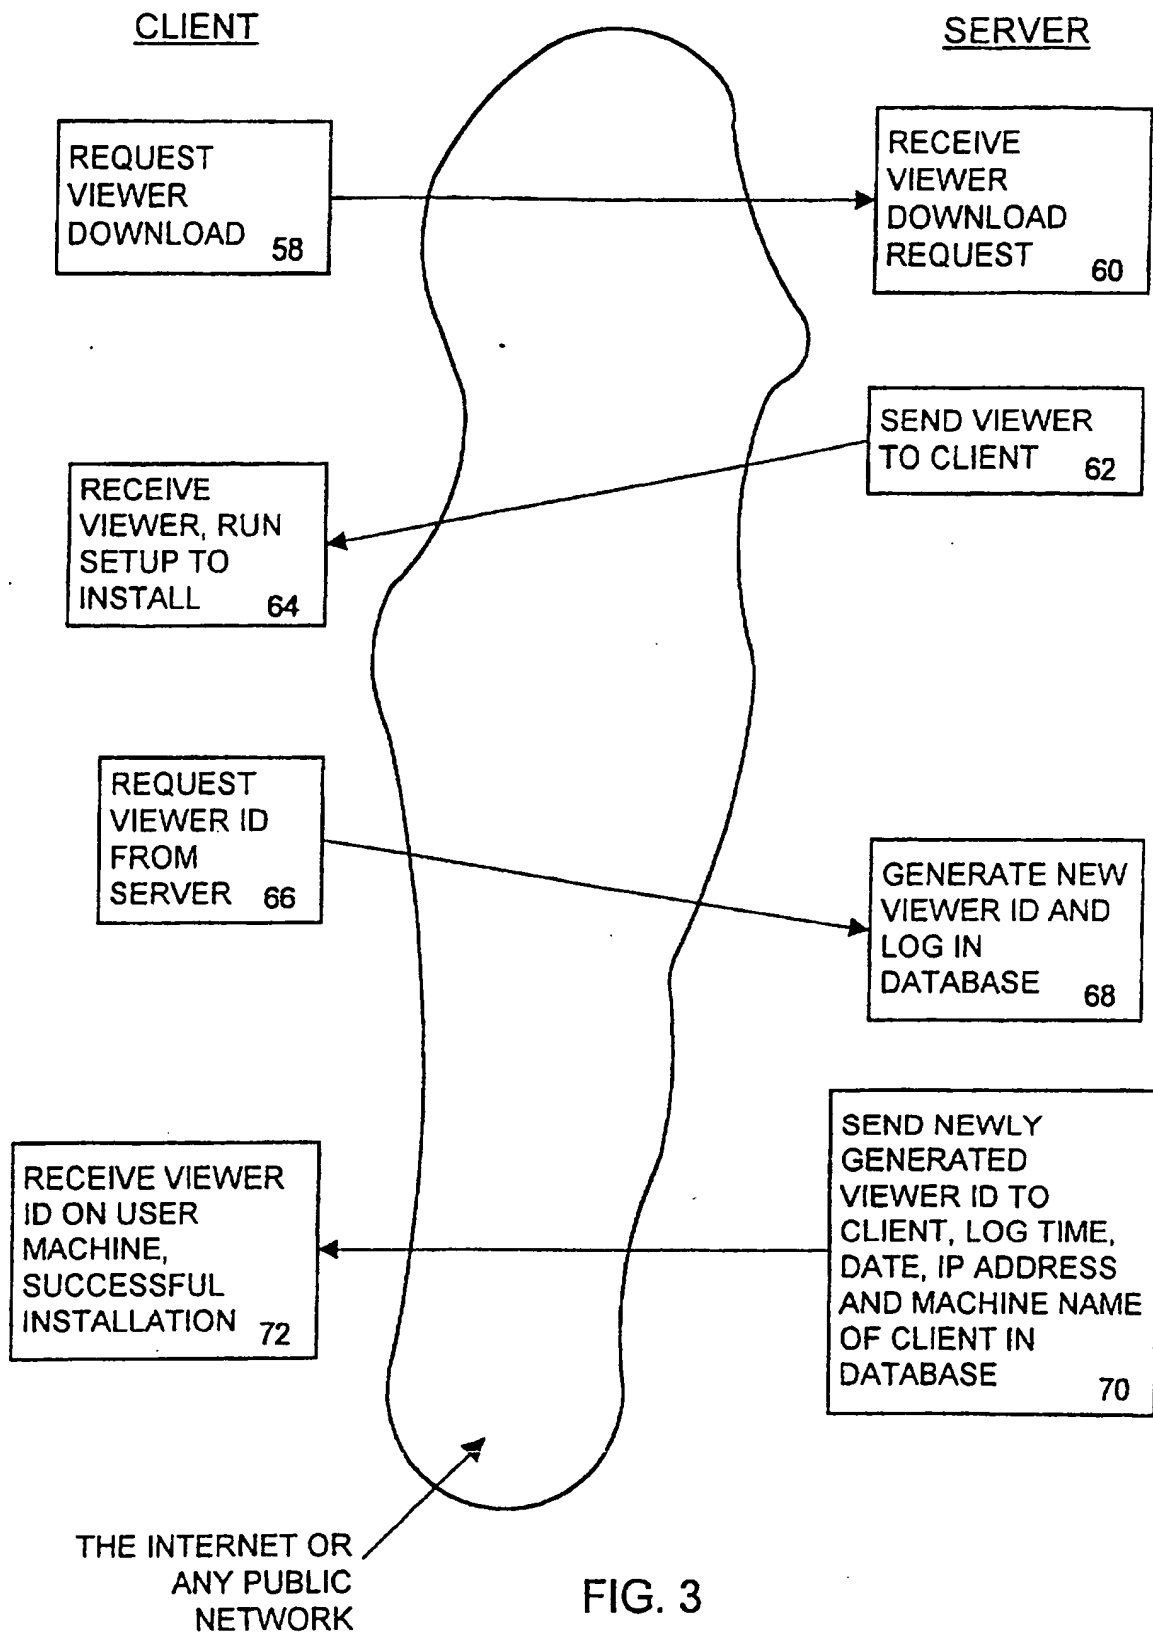 CLIENT
SERVER
REQUEST
VIEWER
DOWNLOAD
58
RECEIVE
VIEWER
DOWNLOAD
REQUEST
60
SEND VIEWER
TO CLIENT
62
RECEIVE
VIEWER, RUN
SETUP TO
INSTALL
64
REQUEST
VIEWER ID
FROM
SERVER
66
GENERATE NEW
VIEWER ID AND
LOG IN
DATABASE
68
SEND NEWLY
GENERATED
VIEWER ID TO
CLIENT, LOG TIME,
DATE, IP ADDRESS
AND MACHINE NAME
OF CLIENT IN
DATABASE
70
RECEIVE VIEWER
ID ON USER
MACHINE,
SUCCESSFUL
INSTALLATION
72
THE INTERNET OR
ANY PUBLIC
NETWORK
FIG. 3